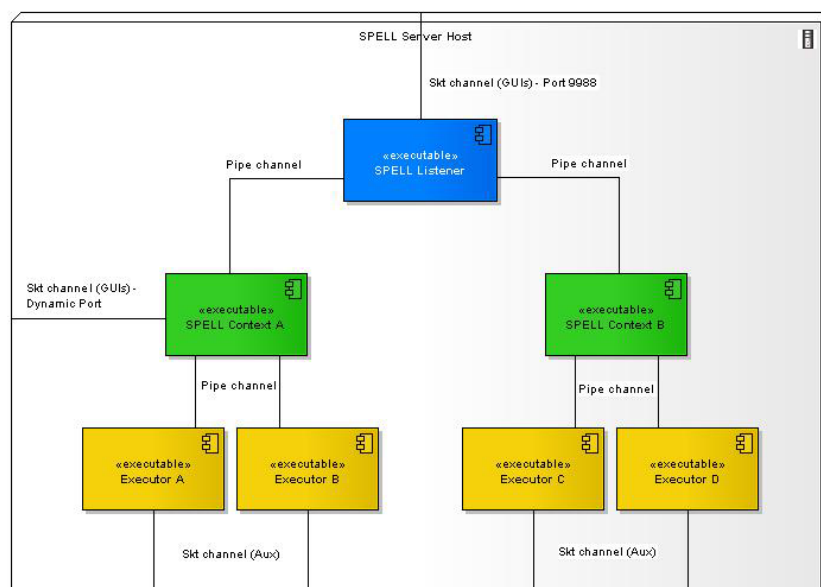 SPELL Server Host
Skt channel (GUIs) - Port 9988
«executable»
SPELL Listener
Pipe channel
Pipe channel
Skt channel (GUIs) -
Dynamic Port
«executable»
SPELL Context A
«executable»
SPELL Context B
Pipe channel
Pipe channel
«executable»
Executor A
«executable»
Executor B
«executable»
Executor C
«executable»
Executor D
Skt channel (Aux)
Skt channel (Aux)